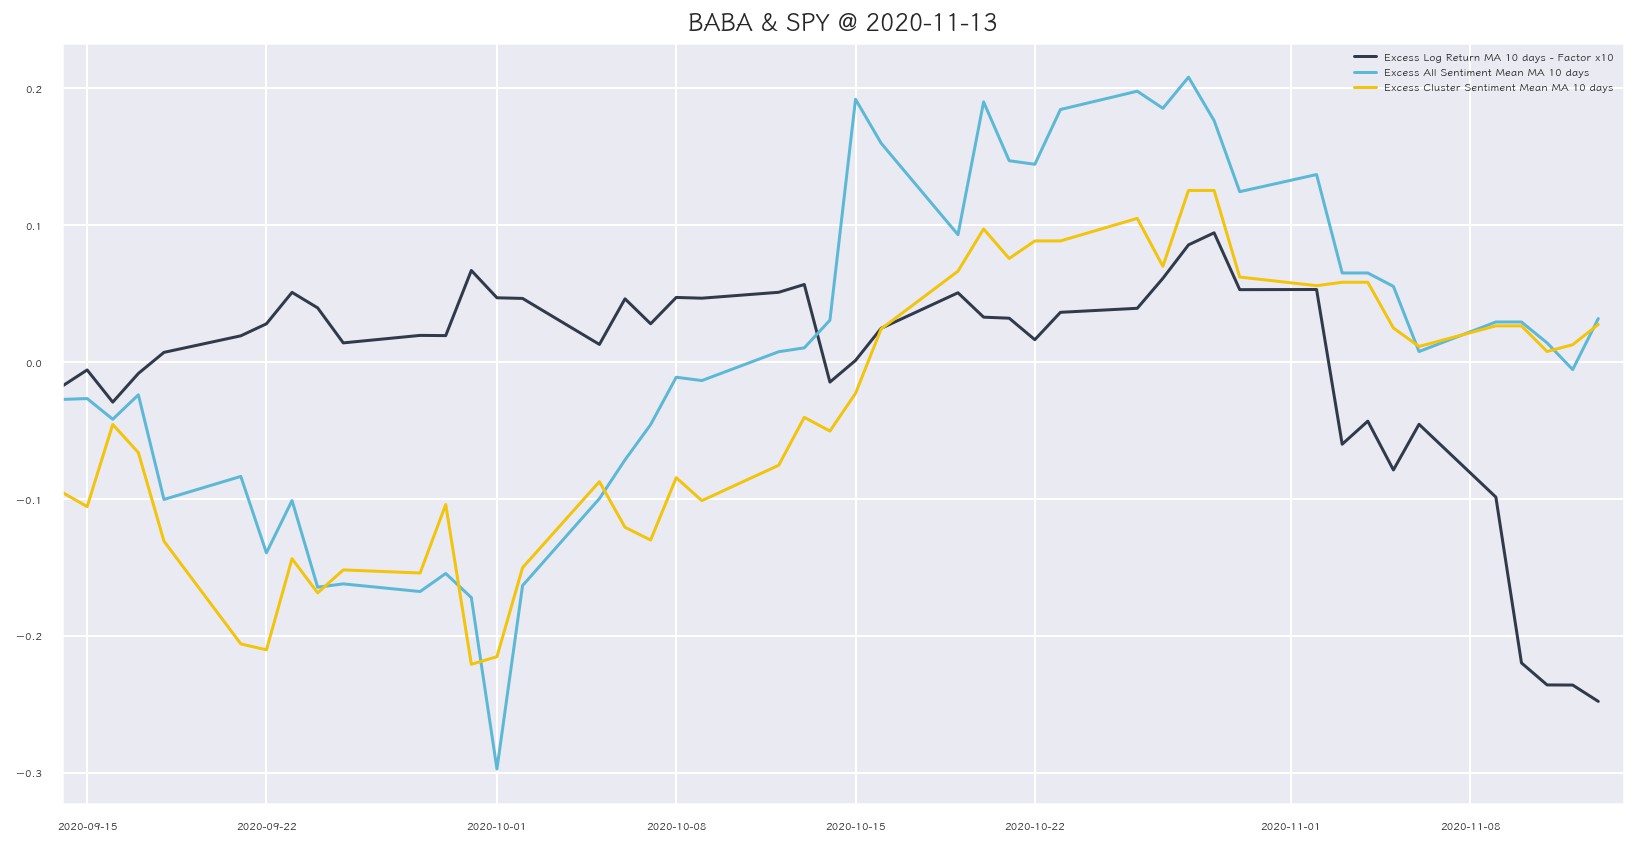 BABA & SPY @ 2020-11-13
Excess Log Return MA 10 days - Factor x10
Excess All Sentiment Mean MA 10 days
Excess Cluster Sentiment Mean MA 10 days
0.2
0.1
0.0
−0.1
−0.2
−0.3
2020-09-15 2020-09-22 2020-10-01 2020-10-08 2020-10-15 2020-10-22 2020-11-01 2020-11-08